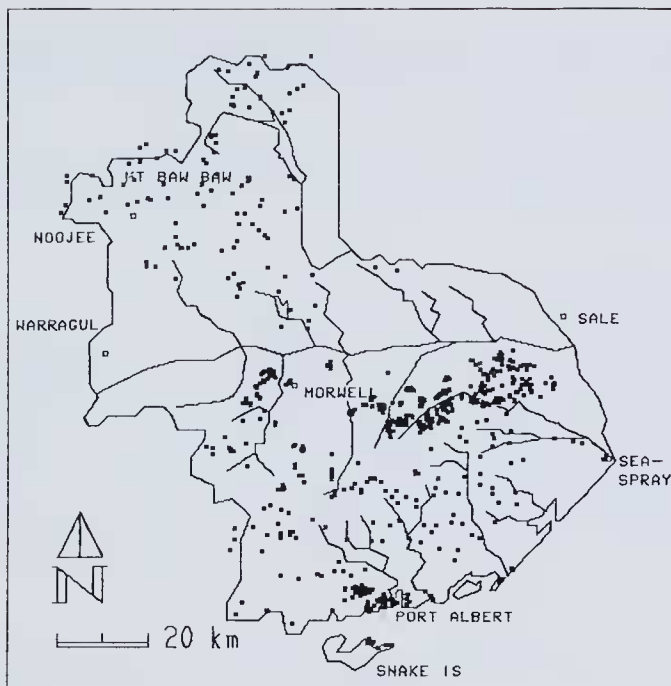 MT BAW BAW
NOOJEE
WARRAGUL
SALE
MORWELL
SEA-
SPRAY
N
20 km
PORT ALBERT
SNAKE IS